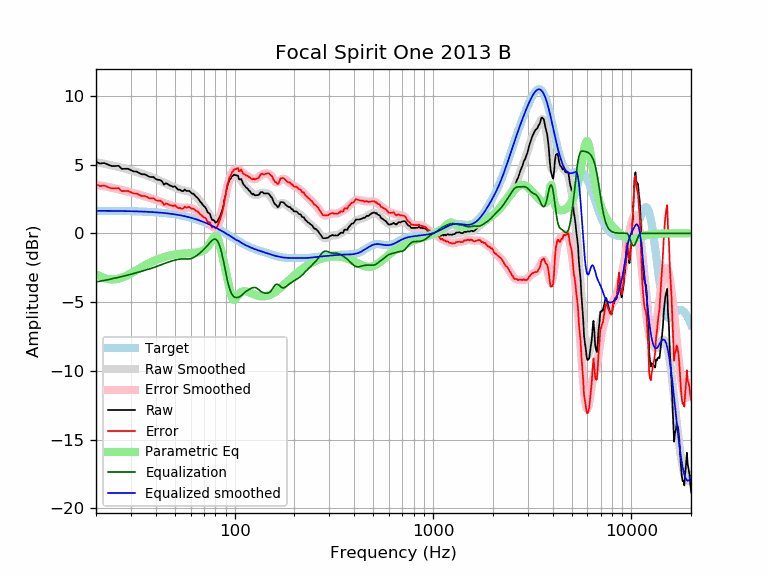 Focal Spirit One 2013 B
Amplitude (dBr)
10
5
0
−5
−10
−15
−20
Target
Raw Smoothed
Error Smoothed
Raw
Error
Parametric Eq
Equalization
Equalized smoothed
100
1000
10000
Frequency (Hz)